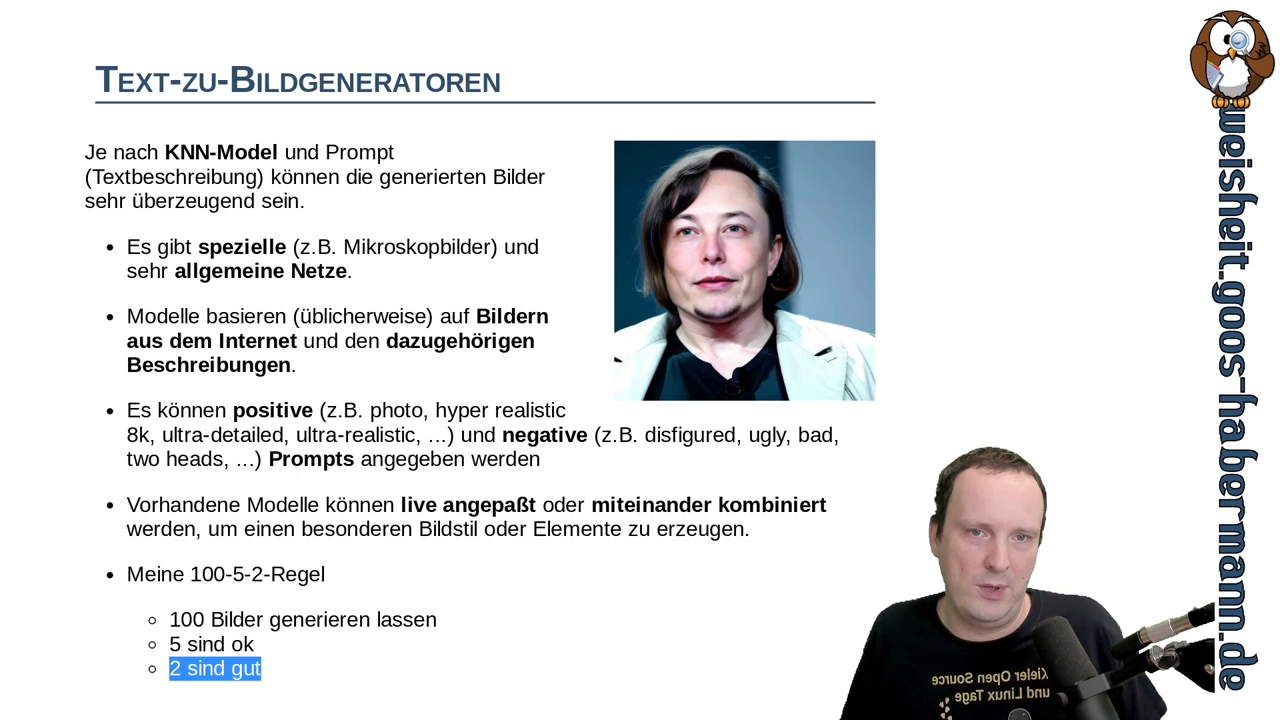 Text-zu-Bildgeneratoren
Je nach KNN-Model und Prompt
(Textbeschreibung) können die generierten Bilder
sehr überzeugend sein.
• Es gibt spezielle (z.B. Mikroskopbilder) und
sehr allgemeine Netze.
• Modelle basieren (üblicherweise) auf Bildern
aus dem Internet und den dazugehörigen
Beschreibungen.
• Es können positive (z.B. photo, hyper realistic
8k, ultra-detailed, ultra-realistic, ...) und negative (z.B. disfigured, ugly, bad,
two heads, ...) Prompts angegeben werden
• Vorhandene Modelle können live angepaßt oder miteinander kombiniert
werden, um einen besonderen Bildstil oder Elemente zu erzeugen.
• Meine 100-5-2-Regel
◦ 100 Bilder generieren lassen
◦ 5 sind ok
◦ 2 sind gut
weisheit.goos-habermann.de
Kieler Open Source
und Linux Tage